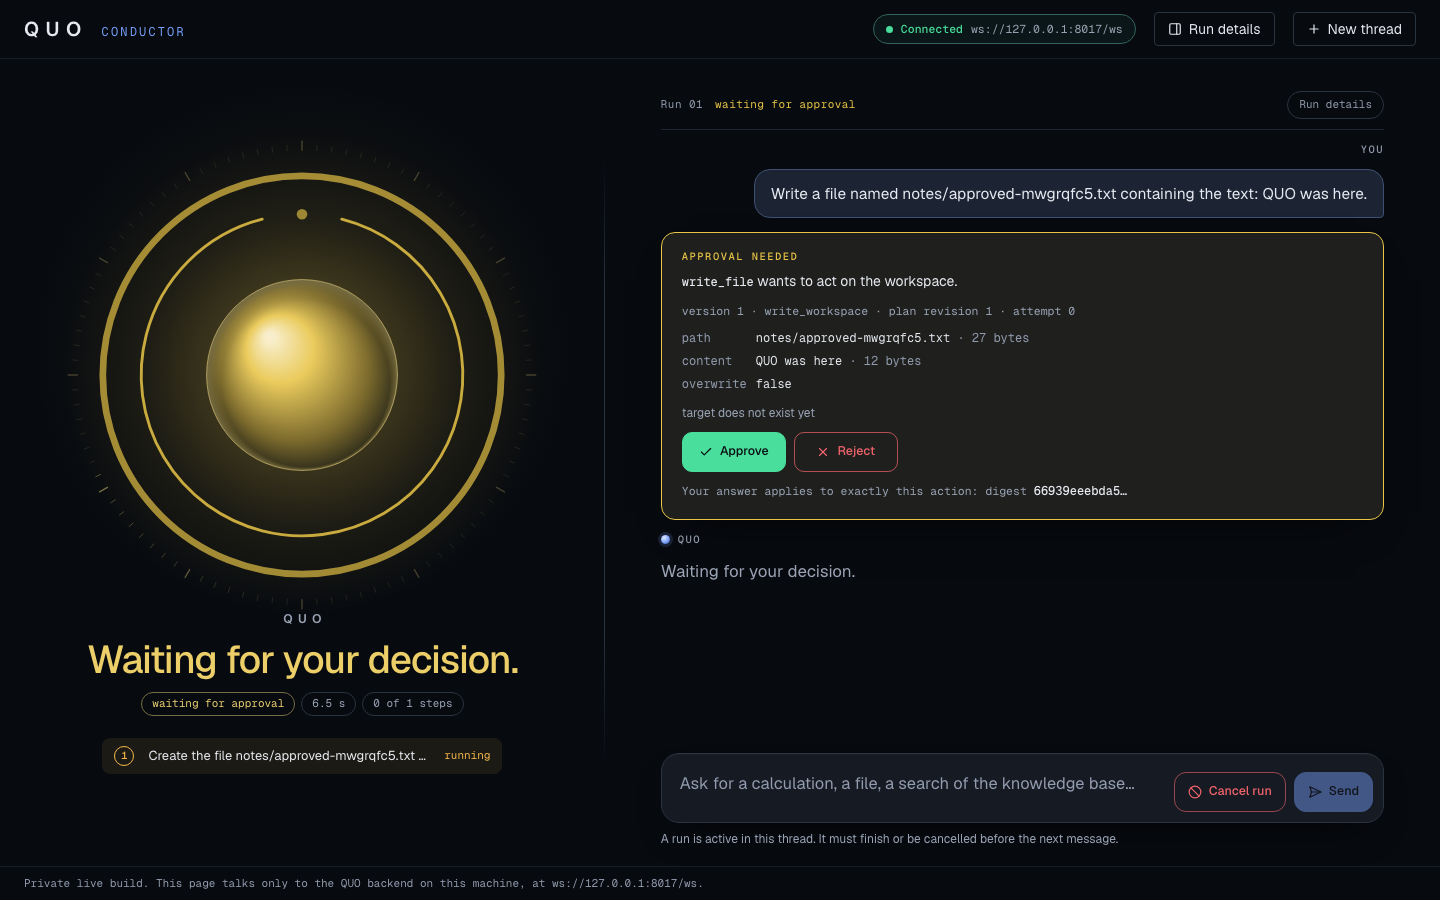 QUO CONDUCTOR
Connected ws://127.0.0.1:8017/ws
Run details
New thread
QUO
Waiting for your decision.
waiting for approval
6.5 s
0 of 1 steps
1 Create the file notes/approved-mwgrqfc5.txt … running
Run 01 waiting for approval
Run details
YOU
Write a file named notes/approved-mwgrqfc5.txt containing the text: QUO was here.
APPROVAL NEEDED
write_file wants to act on the workspace.
version 1 · write_workspace · plan revision 1 · attempt 0
path notes/approved-mwgrqfc5.txt · 27 bytes
content QUO was here · 12 bytes
overwrite false
target does not exist yet
Approve
Reject
Your answer applies to exactly this action: digest 66939eeebda5…
QUO
Waiting for your decision.
Ask for a calculation, a file, a search of the knowledge base…
Cancel run
Send
A run is active in this thread. It must finish or be cancelled before the next message.
Private live build. This page talks only to the QUO backend on this machine, at ws://127.0.0.1:8017/ws.